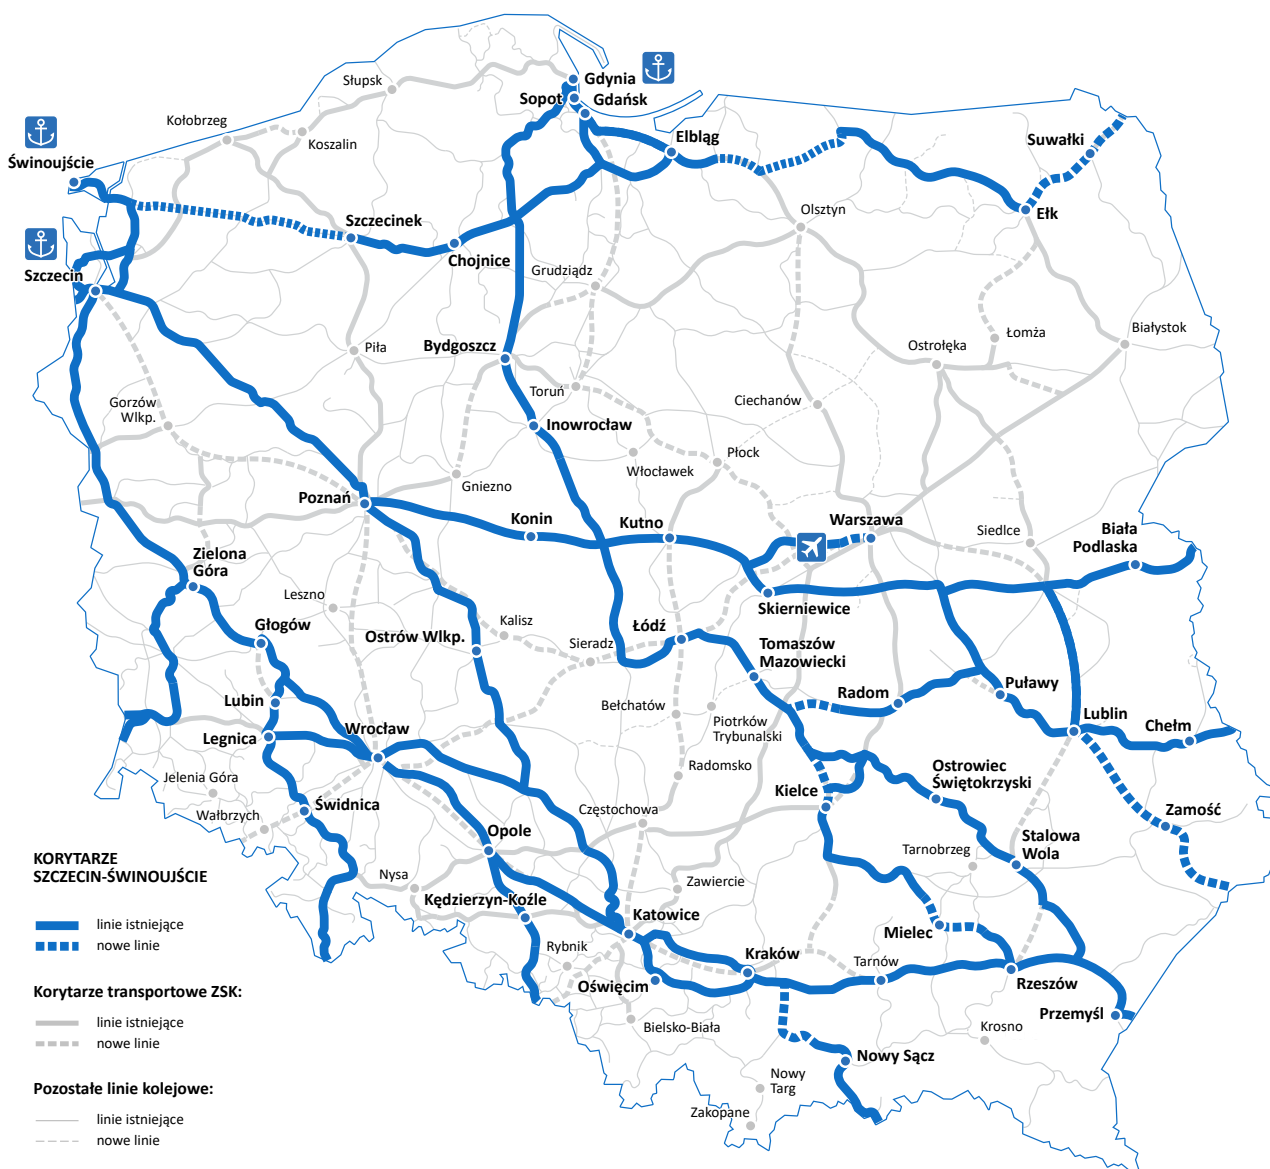 Gdynia
Słupsk
Sopot
Gdańsk
Kołobrzeg
Koszalin
Elbląg
Suwałki
Świnoujście
Ełk
Olsztyn
Szczecinek
Chojnice
Szczecin
Grudziądz
Łomża
Białystok
Bydgoszcz
Piła
Ostrołęka
Toruń
Gorzów
Wlkp.
Ciechanów
Inowrocław
Włocławek
Płock
Gniezno
Poznań
Konin
Kutno
Warszawa
Siedlce
Biała
Podlaska
Zielona
Góra
Leszno
Skierniewice
Głogów
Kalisz
Łódź
Ostrów Wlkp.
Sieradz
Tomaszów
Mazowiecki
Puławy
Lubin
Bełchatów
Radom
Piotrków
Trybunalski
Lublin
Chełm
Legnica
Wrocław
Radomsko
Jelenia Góra
Ostrowiec
Świętokrzyski
Kielce
Świdnica
Wałbrzych
Częstochowa
Zamość
Opole
Stalowa
Wola
Tarnobrzeg
KORYTARZE
SZCZECIN-ŚWINOUJŚCIE
Nysa
Zawiercie
Kędzierzyn-Koźle
linie istniejące
nowe linie
Katowice
Mielec
Rybnik
Kraków
Tarnów
Oświęcim
Rzeszów
Korytarze transportowe ZSK:
linie istniejące
nowe linie
Przemyśl
Bielsko-Biała
Krosno
Nowy Sącz
Nowy
Targ
Pozostałe linie kolejowe:
Zakopane
linie istniejące
nowe linie